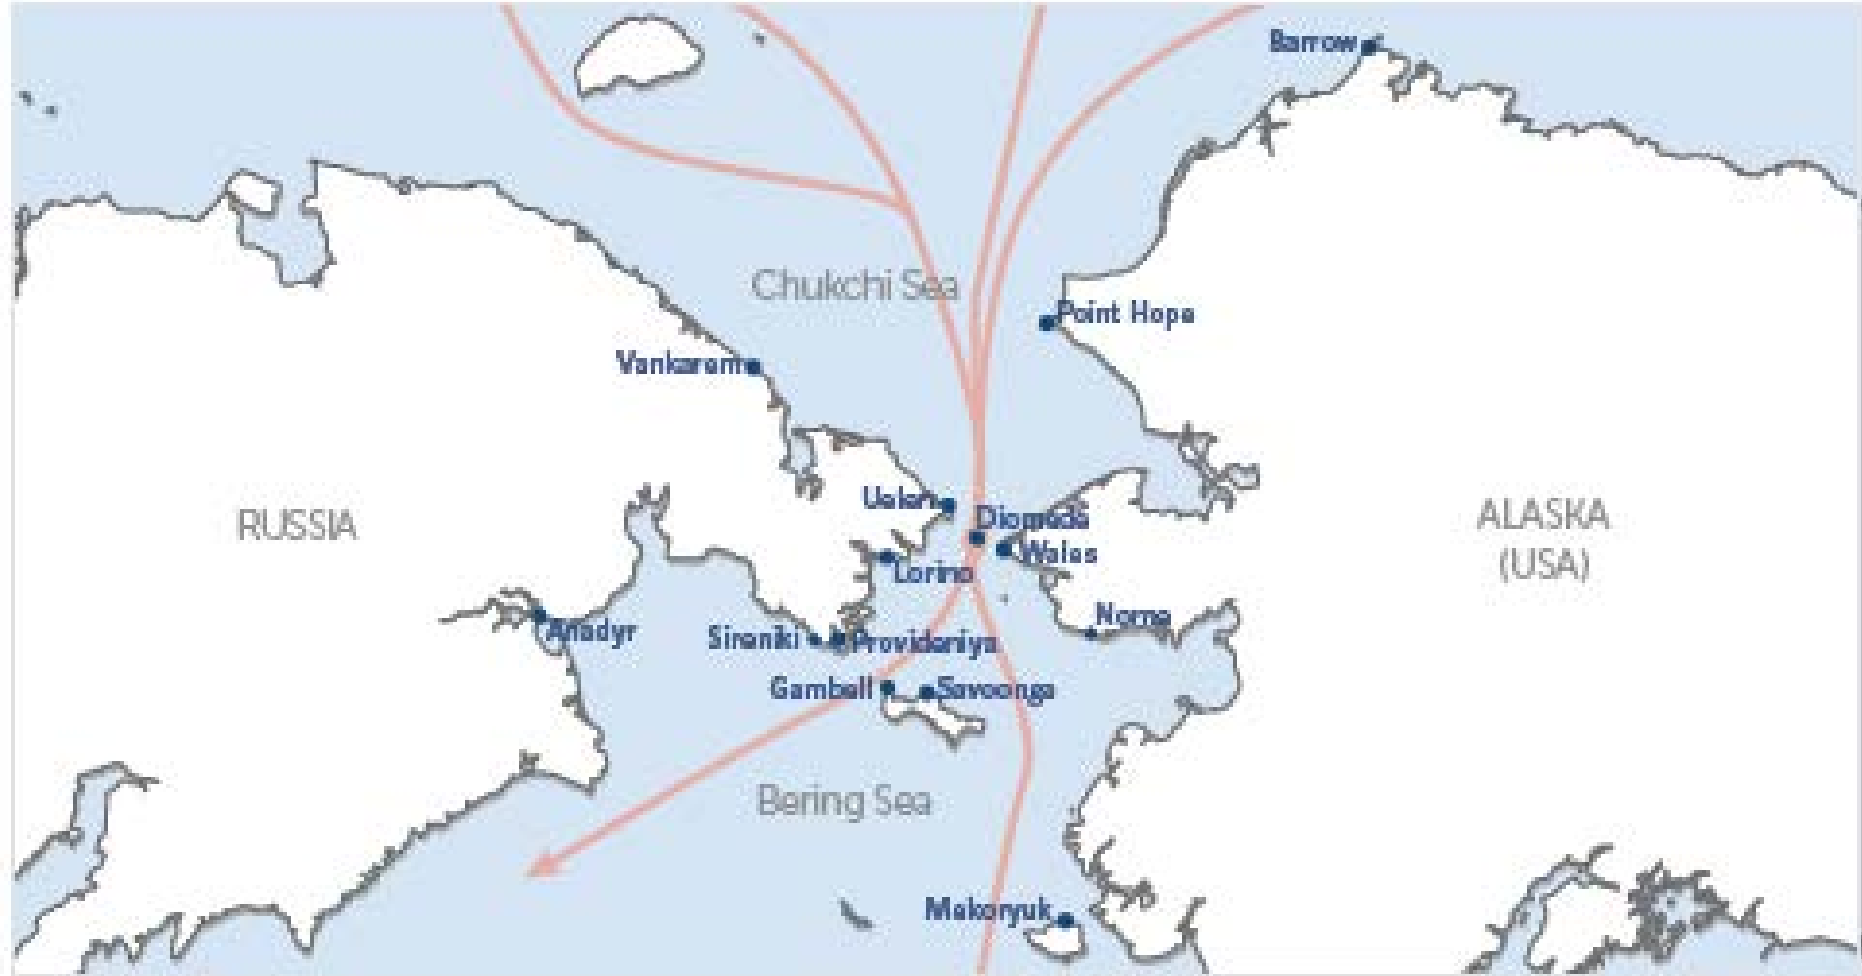 Barrow
Chukchi Sea
Point Hope
Vankarem
Uelen
RUSSIA
Diomede
ALASKA
(USA)
Wales
Lorino
Nome
Anadyr
Sireniki
Provideniya
Gambell
Savoonga
Bering Sea
Mekoryuk